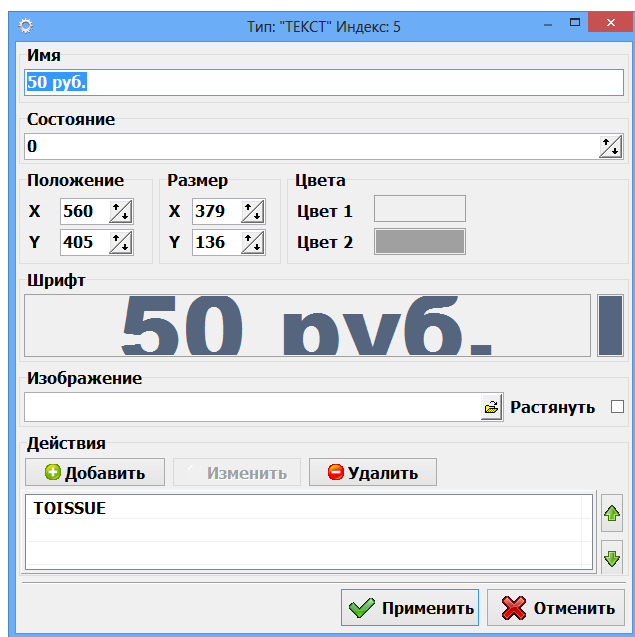 Тип: "ТЕКСТ" Индекс: 5
Имя
50 руб.
Состояние
0
Положение Размер Цвета
X 560 X 379 Цвет 1
Y 405 Y 136 Цвет 2
Шрифт
50 руб.
Изображение
Растянуть
Действия
Добавить Изменить Удалить
TOISSUE
Применить Отменить